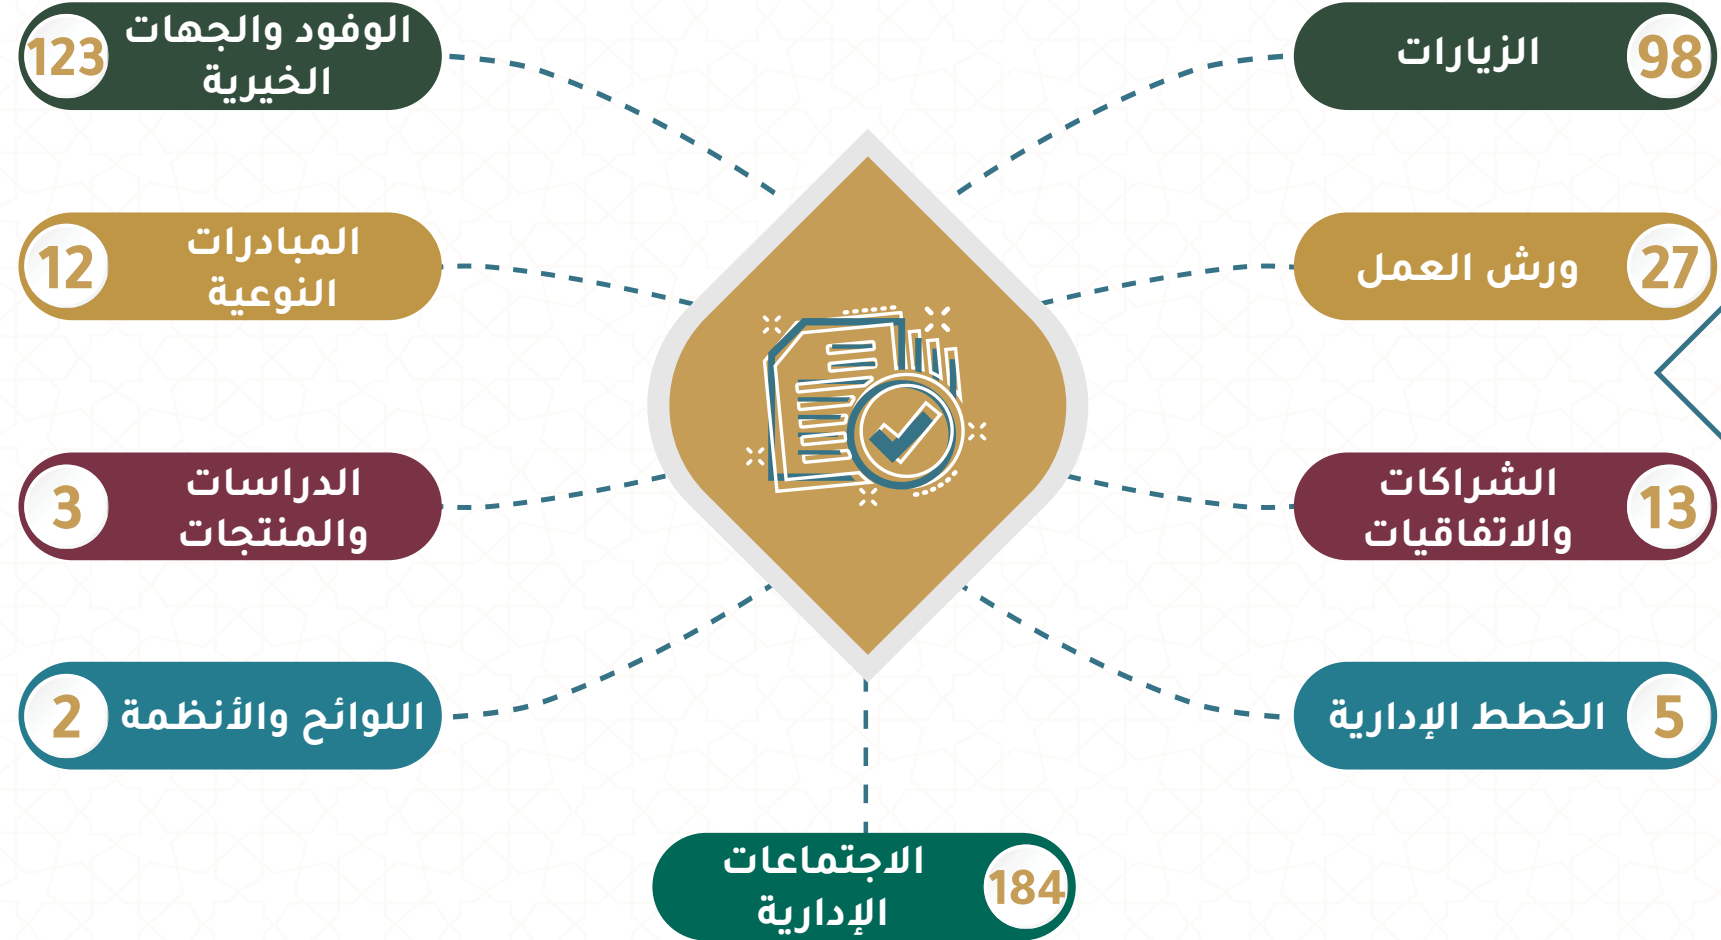 98
الزيارات
123
الوفود والجهات
الخيرية
27
ورش العمل
12
المبادرات
النوعية
13
الشراكات
والاتفاقيات
3
الدراسات
والمنتجات
5
الخطط الإدارية
2
اللوائح والأنظمة
184
الاجتماعات
الإدارية